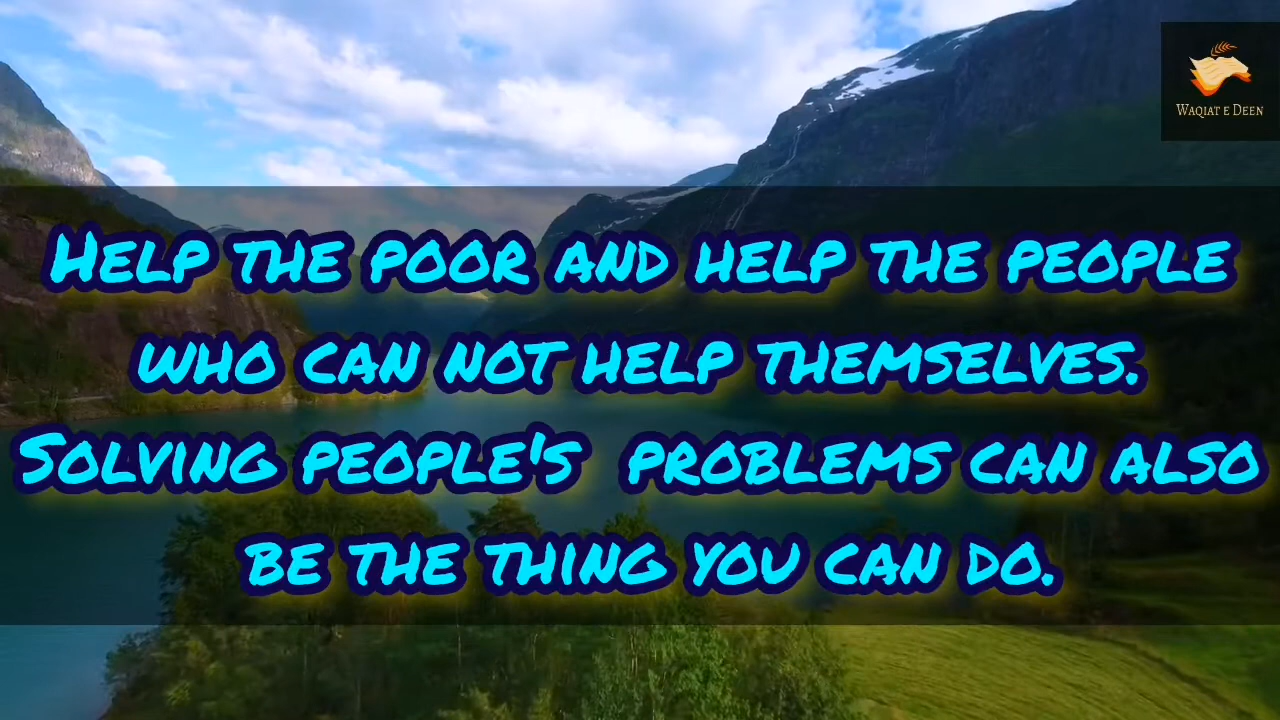 Waqiat e Deen
Help the poor and help the people
who can not help themselves.
Solving people's  problems can also
be the thing you can do.